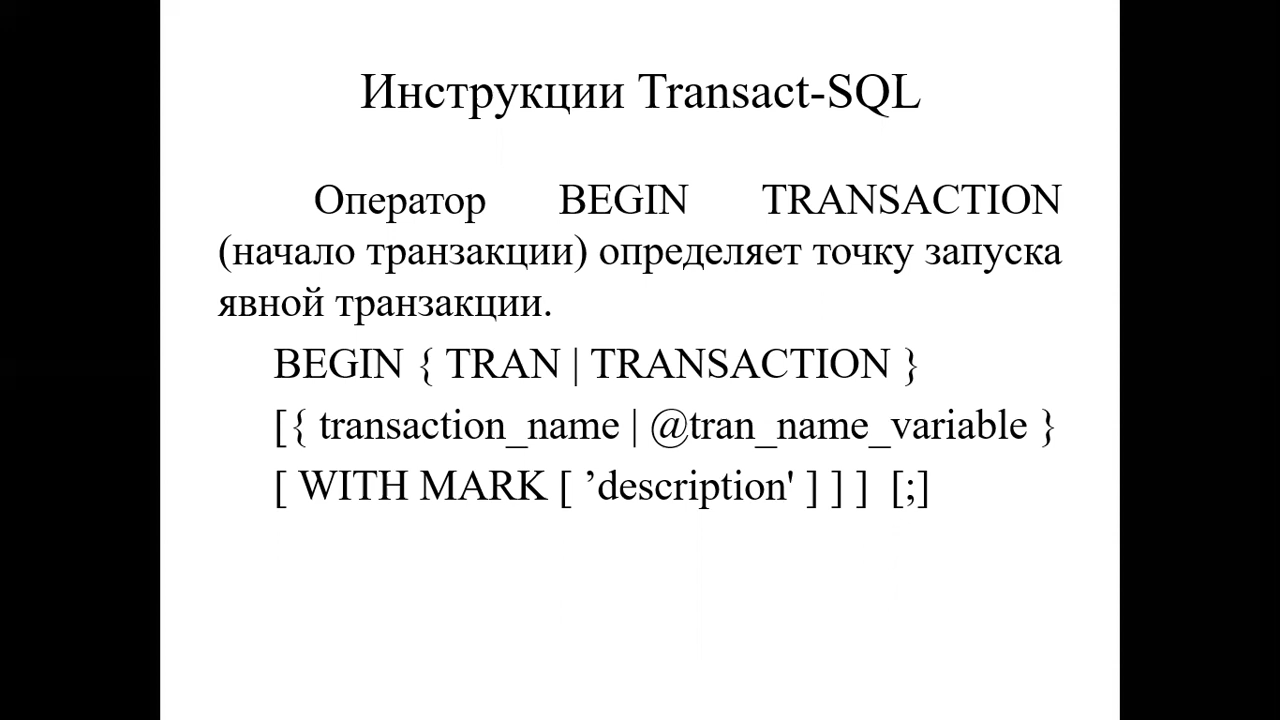 Инструкции Transact-SQL
Оператор BEGIN TRANSACTION
(начало транзакции) определяет точку запуска
явной транзакции.
BEGIN { TRAN | TRANSACTION }
[{ transaction_name | @tran_name_variable }
[ WITH MARK [ ’description' ] ] ] [;]